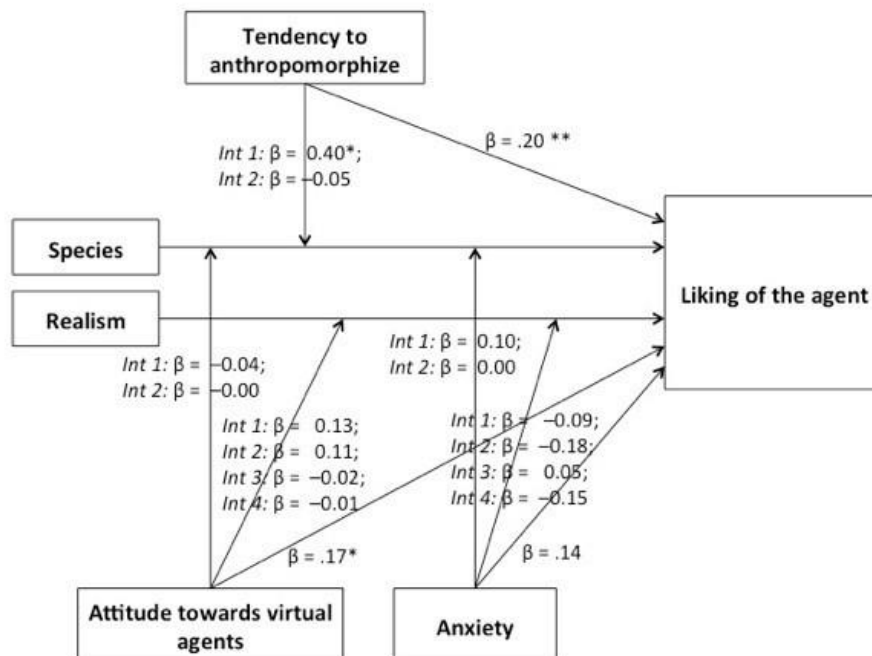 Tendency to
anthropomorphize
β = .20 **
Int 1: β = 0.40*;
Int 2: β = −0.05
Species
Realism
Liking of the agent
Int 1: β = −0.04;
Int 2: β = −0.00
Int 1: β = 0.10;
Int 2: β = 0.00
Int 1: β = 0.13;
Int 2: β = 0.11;
Int 3: β = −0.02;
Int 4: β = −0.01
Int 1: β = −0.09;
Int 2: β = −0.18;
Int 3: β = 0.05;
Int 4: β = −0.15
β = .17*
β = .14
Attitude towards virtual
agents
Anxiety